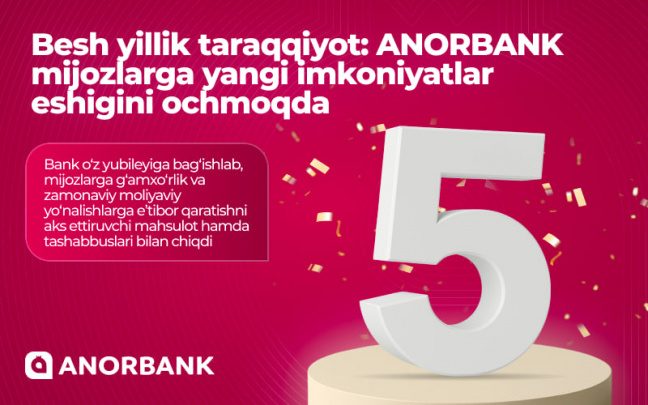 Besh yillik taraqqiyot: ANORBANK
mijozlarga yangi imkoniyatlar
eshigini ochmoqda
Bank o‘z yubileyiga bag‘ishlab,
mijozlarga g‘amxo‘rlik va
zamonaviy moliyaviy
yo‘nalishlarga e’tibor qaratishni
aks ettiruvchi mahsulot hamda
tashabbuslari bilan chiqdi
5
ANORBANK